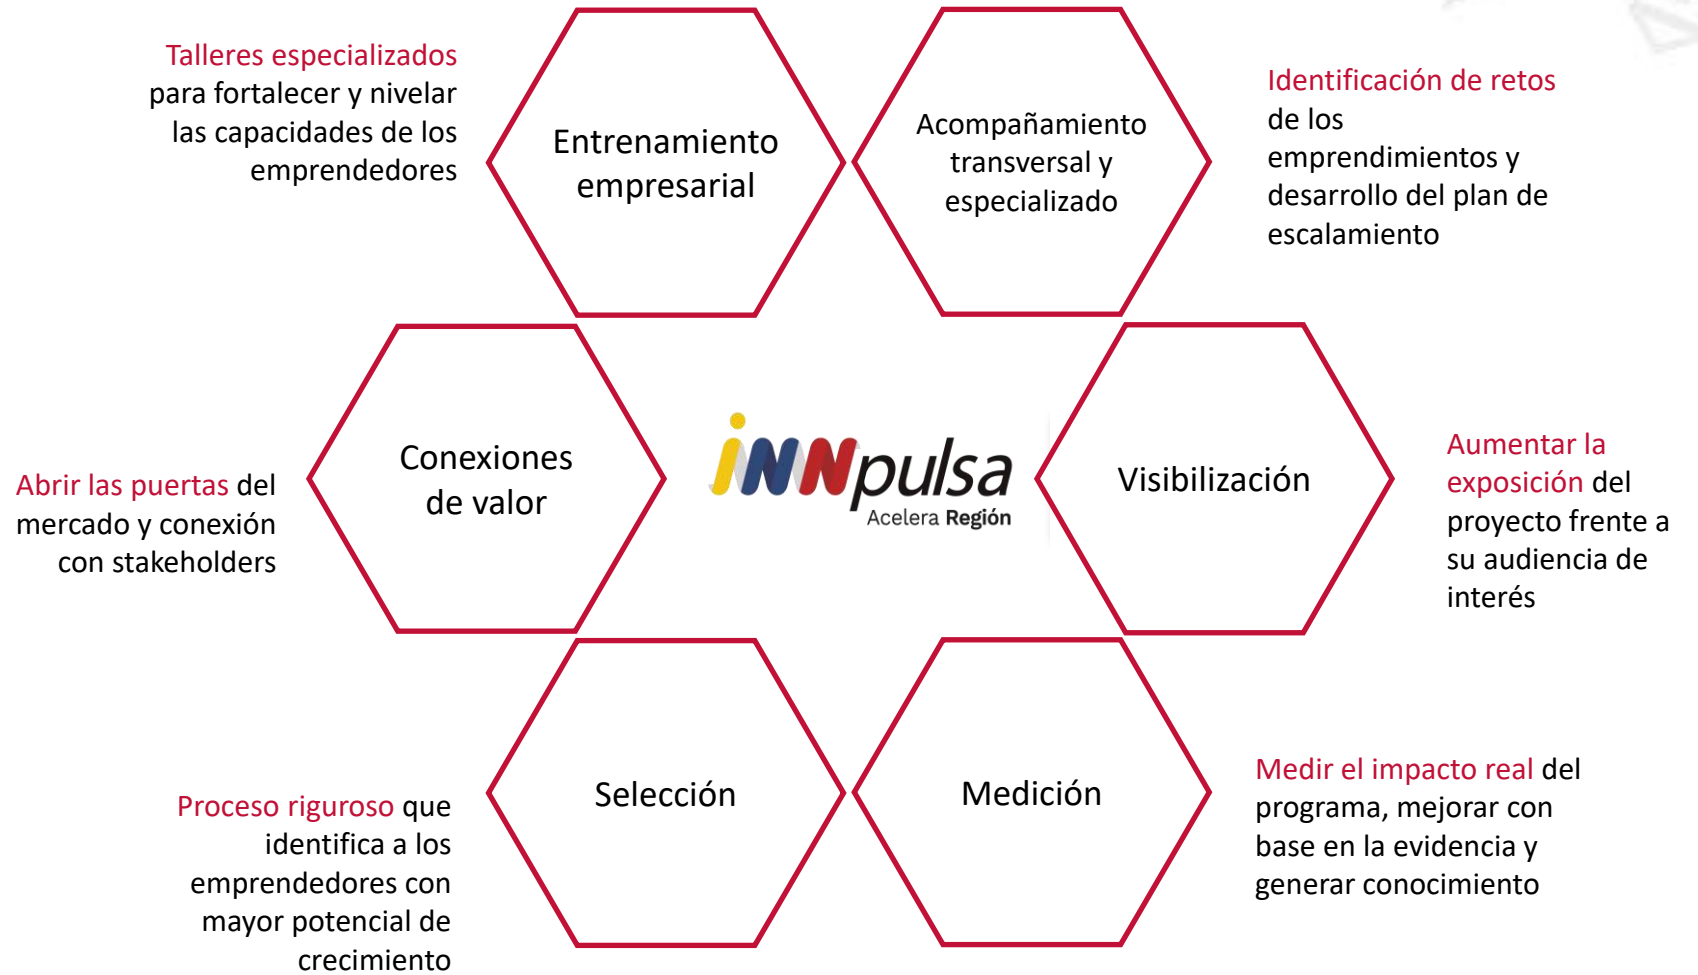 Talleres especializados
para fortalecer y nivelar
las capacidades de los
emprendedores
Entrenamiento
empresarial
Acompañamiento
transversal y
especializado
Identificación de retos
de los
emprendimientos y
desarrollo del plan de
escalamiento
Abrir las puertas del
mercado y conexión
con stakeholders
Conexiones
de valor
iNNpulsa
Acelera Región
Visibilización
Aumentar la
exposición del
proyecto frente a
su audiencia de
interés
Proceso riguroso que
identifica a los
emprendedores con
mayor potencial de
crecimiento
Selección
Medición
Medir el impacto real del
programa, mejorar con
base en la evidencia y
generar conocimiento